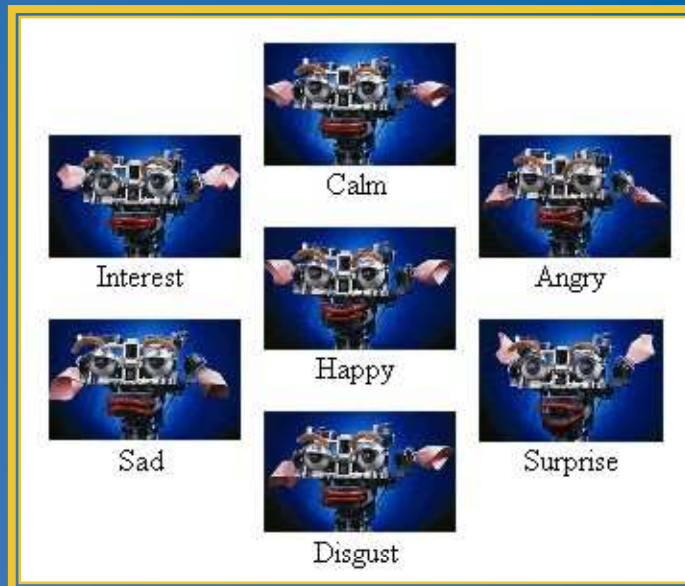 Calm
Interest
Angry
Happy
Sad
Surprise
Disgust